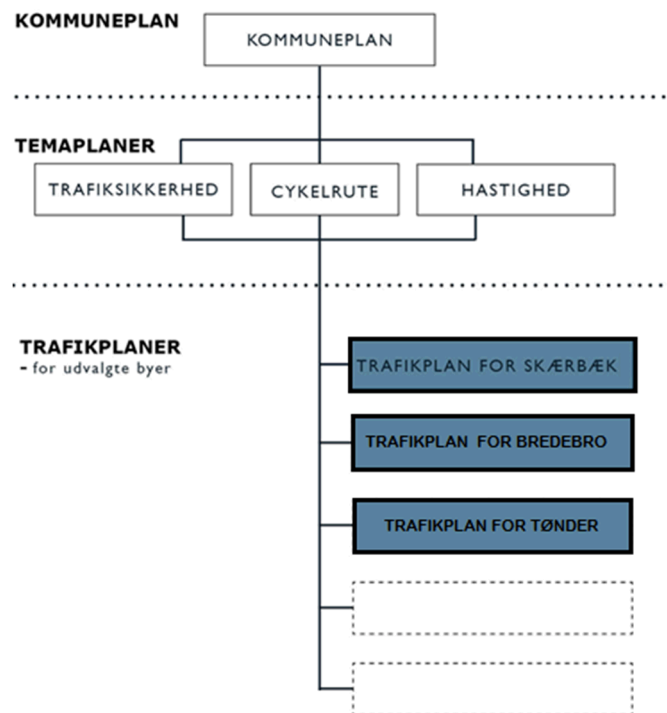 KOMMUNEPLAN
KOMMUNEPLAN
TEMAPLANER
TRAFIKSIKKERHED
CYKELRUTE
HASTIGHED
TRAFIKPLANER
- for udvalgte byer
TRAFIKPLAN FOR SKÆRBÆK
TRAFIKPLAN FOR BREDEBRO
TRAFIKPLAN FOR TØNDER